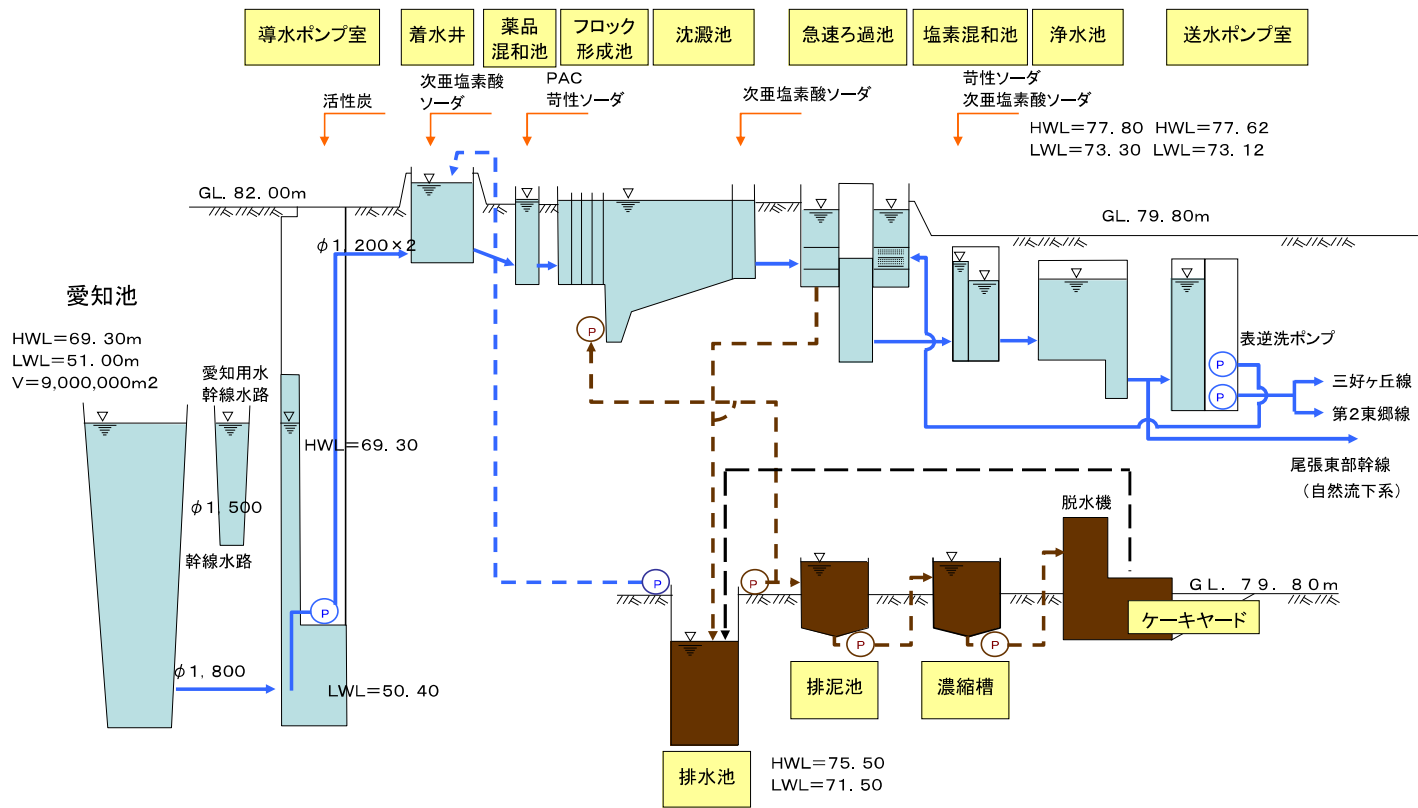 導水ポンプ室
着水井
薬品
混和池
フロック
形成池
沈澱池
急速ろ過池
塩素混和池
浄水池
送水ポンプ室
活性炭
次亜塩素酸
ソーダ
PAC
苛性ソーダ
次亜塩素酸ソーダ
苛性ソーダ
次亜塩素酸ソーダ
HWL=77.80 HWL=77.62
LWL=73.30 LWL=73.12
GL.82.00m
GL.79.80m
φ1,200×2
愛知池
HWL=69.30m
LWL=51.00m
V=9,000,000m2
愛知用水
幹線水路
HWL=69.30
φ1,500
幹線水路
φ1,800
LWL=50.40
P
P
P
P
P
P
P
P
表逆洗ポンプ
三好ヶ丘線
第2東郷線
尾張東部幹線
（自然流下系）
脱水機
GL.79.80m
ケーキヤード
排泥池
濃縮槽
排水池
HWL=75.50
LWL=71.50